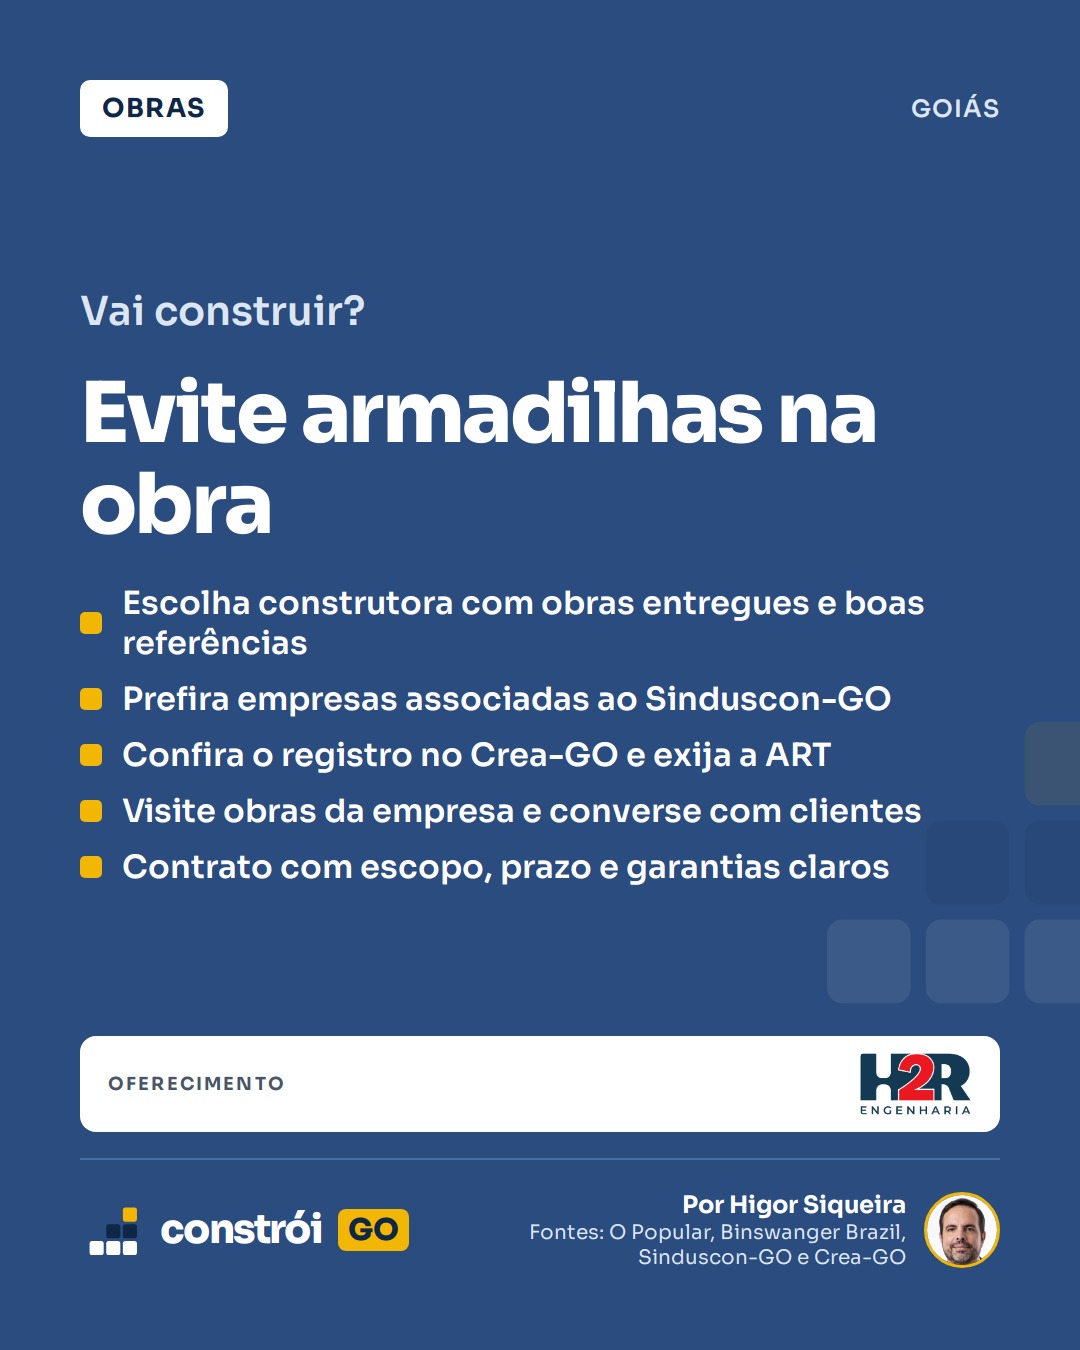 OBRAS
GOIÁS
Vai construir?
Evite armadilhas na
obra
Escolha construtora com obras entregues e boas
referências
Prefira empresas associadas ao Sinduscon-GO
Confira o registro no Crea-GO e exija a ART
Visite obras da empresa e converse com clientes
Contrato com escopo, prazo e garantias claros
OFERECIMENTO
H2R
ENGENHARIA
constrói GO
Por Higor Siqueira
Fontes: O Popular, Binswanger Brazil,
Sinduscon-GO e Crea-GO